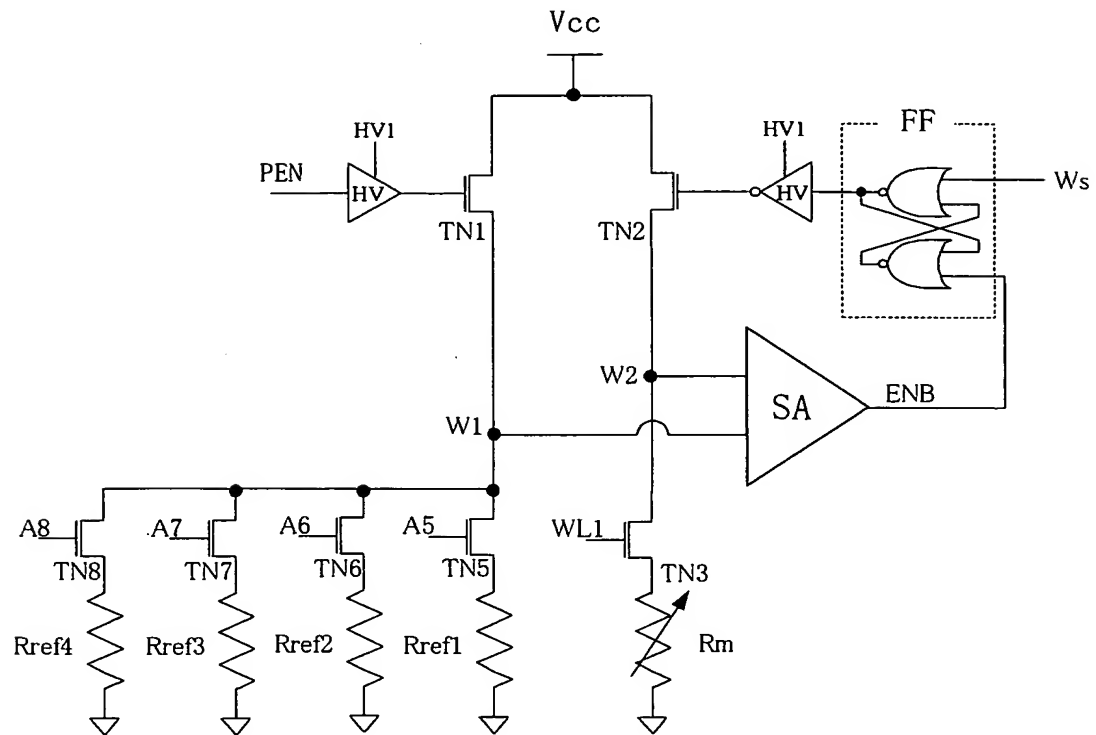 Vcc
FF
HV1
HV1
PEN
HV
HV
Ws
TN1
TN2
W2
SA
ENB
W1
A8
A7
A6
A5
WL1
TN8
TN7
TN6
TN5
TN3
Rref4
Rref3
Rref2
Rref1
Rm